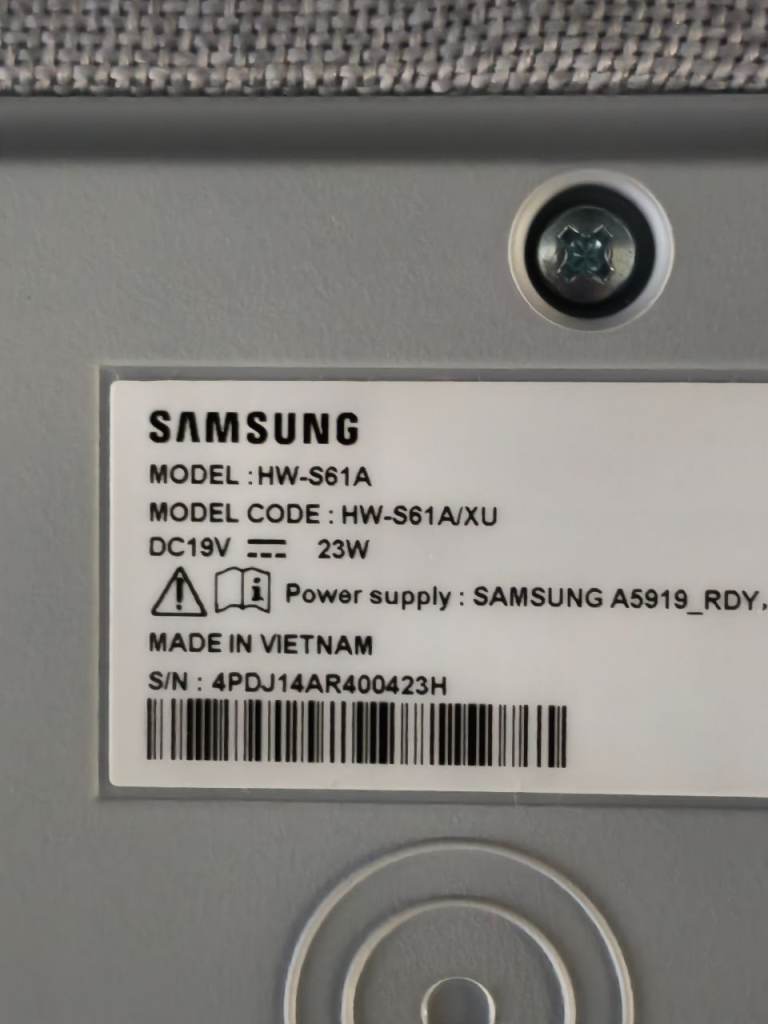 SAMSUNG
MODEL : HW-S61A
MODEL CODE : HW-S61A/XU
DC19V ⎓ 23W
Power supply : SAMSUNG A5919_RDY,
MADE IN VIETNAM
S/N : 4PDJ14AR400423H